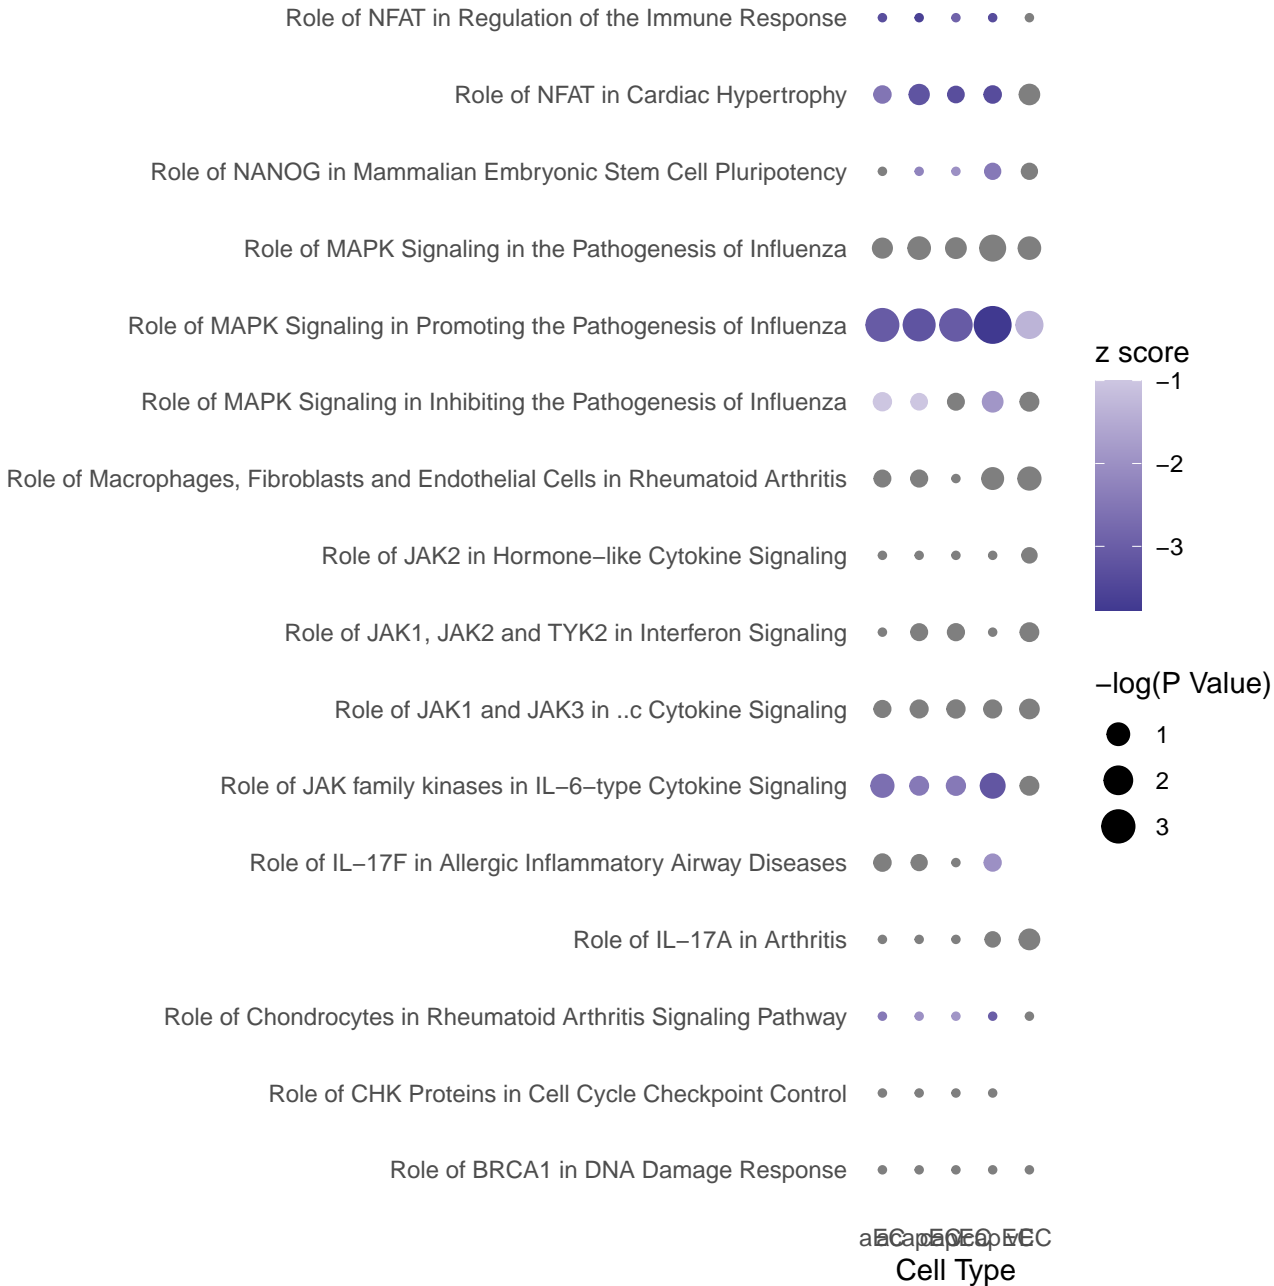 Role of NFAT in Regulation of the Immune Response
Role of NFAT in Cardiac Hypertrophy
Role of NANOG in Mammalian Embryonic Stem Cell Pluripotency
Role of MAPK Signaling in the Pathogenesis of Influenza
Role of MAPK Signaling in Promoting the Pathogenesis of Influenza
Role of MAPK Signaling in Inhibiting the Pathogenesis of Influenza
Role of Macrophages, Fibroblasts and Endothelial Cells in Rheumatoid Arthritis
Role of JAK2 in Hormone−like Cytokine Signaling
Role of JAK1, JAK2 and TYK2 in Interferon Signaling
Role of JAK1 and JAK3 in ..c Cytokine Signaling
Role of JAK family kinases in IL−6−type Cytokine Signaling
Role of IL−17F in Allergic Inflammatory Airway Diseases
Role of IL−17A in Arthritis
Role of Chondrocytes in Rheumatoid Arthritis Signaling Pathway
Role of CHK Proteins in Cell Cycle Checkpoint Control
Role of BRCA1 in DNA Damage Response
Cell Type
z score
−1
−2
−3
−log(P Value)
1
2
3